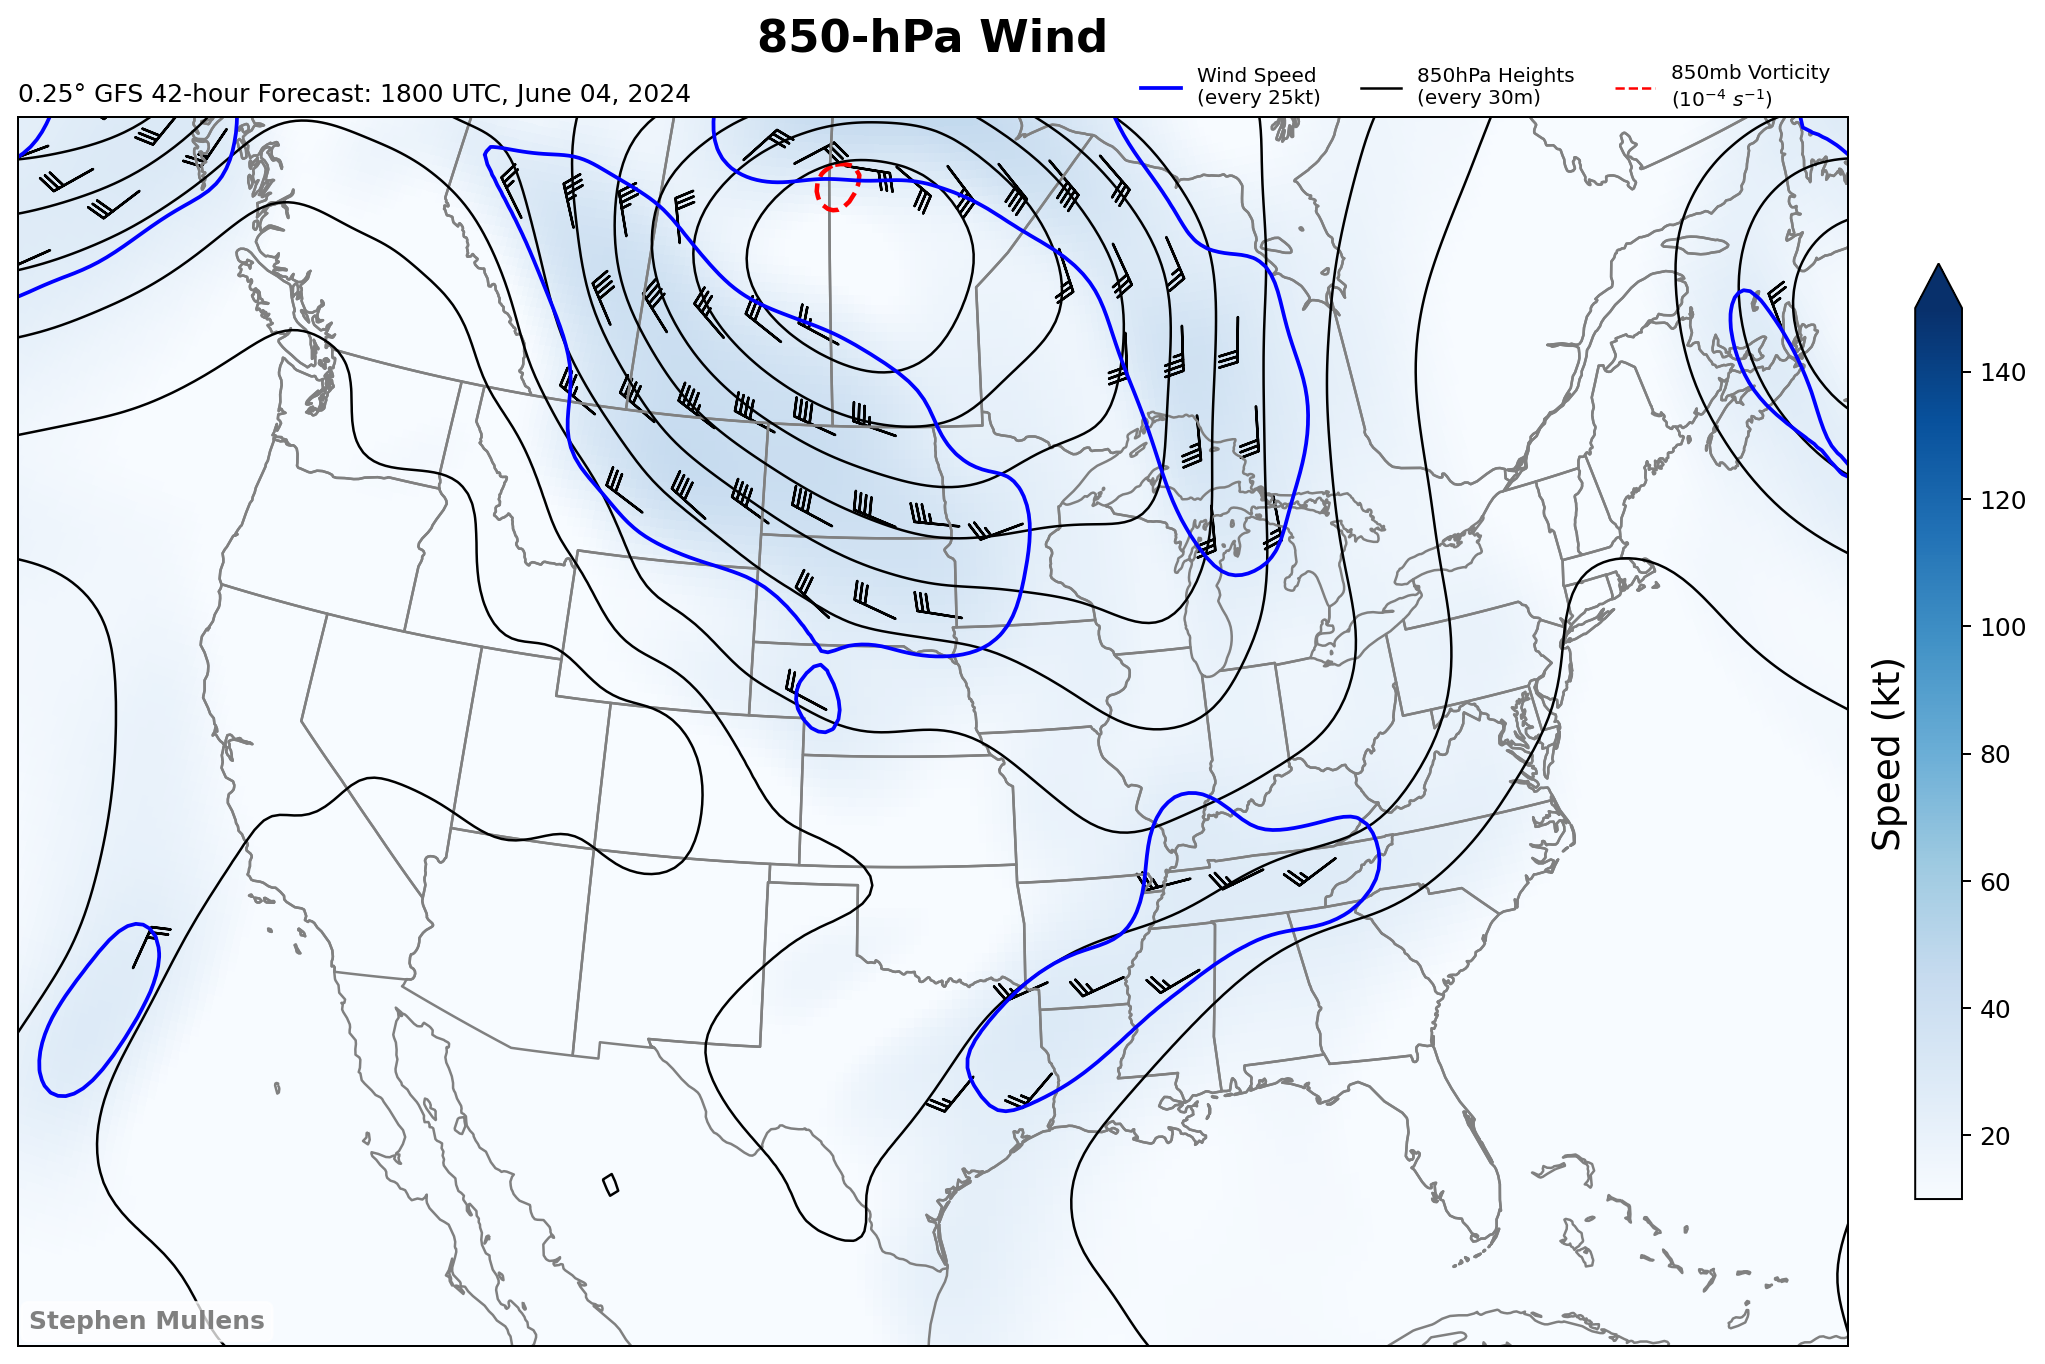 850-hPa Wind
0.25° GFS 42-hour Forecast: 1800 UTC, June 04, 2024
Wind Speed
(every 25kt)
850hPa Heights
(every 30m)
850mb Vorticity
(10⁻⁴ s⁻¹)
140
120
100
80
60
40
20
Speed (kt)
Stephen Mullens